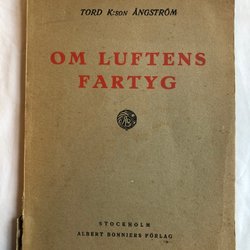 TORD K:SON ÅNGSTRÖM
OM LUFTENS
FARTYG
STOCKHOLM
ALBERT BONNIERS FÖRLAG